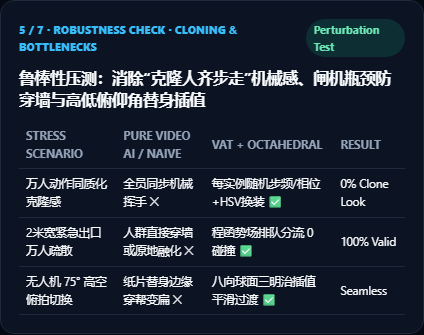 5 / 7 · ROBUSTNESS CHECK · CLONING &
BOTTLENECKS
Perturbation
Test
鲁棒性压测：消除“克隆人齐步走”机械感、闸机瓶颈防
穿墙与高低俯仰角替身插值
STRESS
SCENARIO
PURE VIDEO
AI / NAIVE
VAT + OCTAHEDRAL
RESULT
万人动作同质化
克隆感
全员同步机械
挥手 ✕
每实例随机步频/相位
+HSV换装 ✅
0% Clone
Look
2米宽紧急出口
万人疏散
人群直接穿墙
或原地融化 ✕
程函势场排队分流 0
碰撞 ✅
100% Valid
无人机 75° 高空
俯拍切换
纸片替身边缘
穿帮变扁 ✕
八向球面三明治插值
平滑过渡 ✅
Seamless